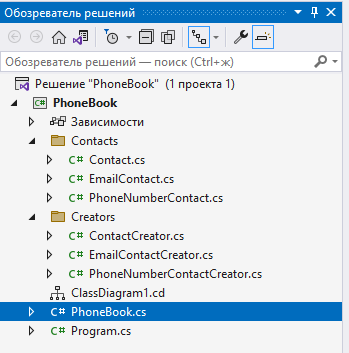 Обозреватель решений
Обозреватель решений — поиск (Ctrl+ж)
Решение "PhoneBook" (1 проекта 1)
C# PhoneBook
Зависимости
Contacts
C# Contact.cs
C# EmailContact.cs
C# PhoneNumberContact.cs
Creators
C# ContactCreator.cs
C# EmailContactCreator.cs
C# PhoneNumberContactCreator.cs
ClassDiagram1.cd
C# PhoneBook.cs
C# Program.cs